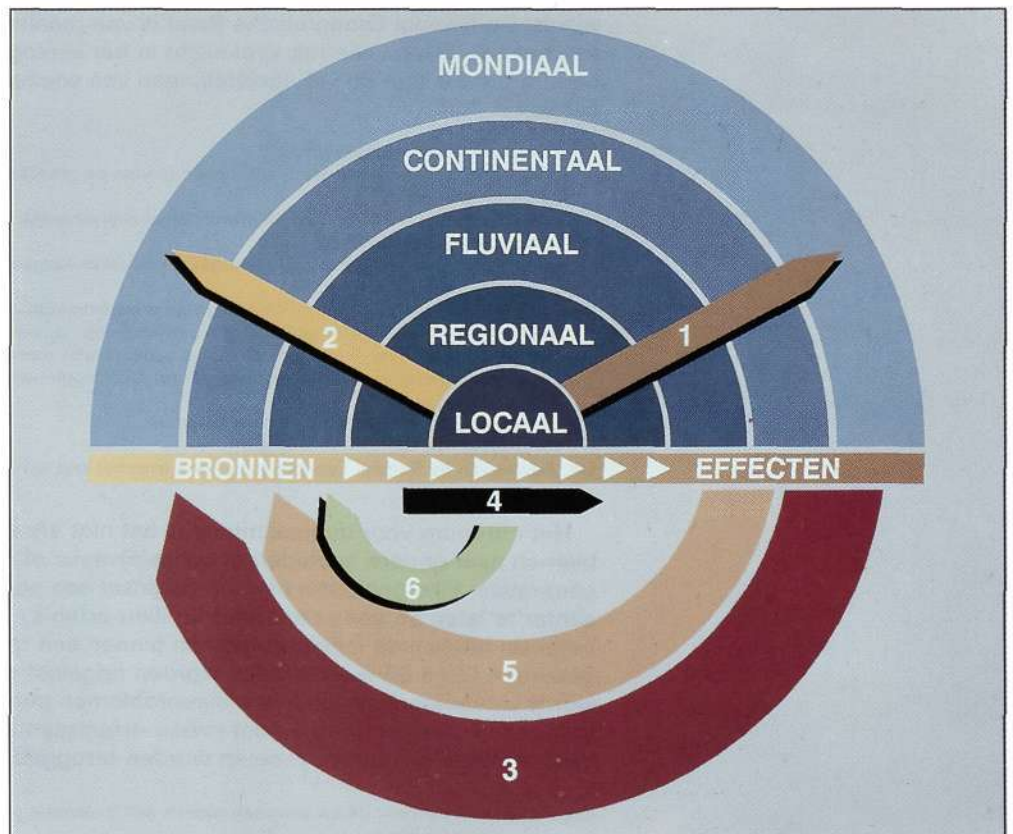 MONDIAAL
CONTINENTAAL
FLUVIAAL
REGIONAAL
2
1
LOCAAL
BRONNEN EFFECTEN
4
6
5
3